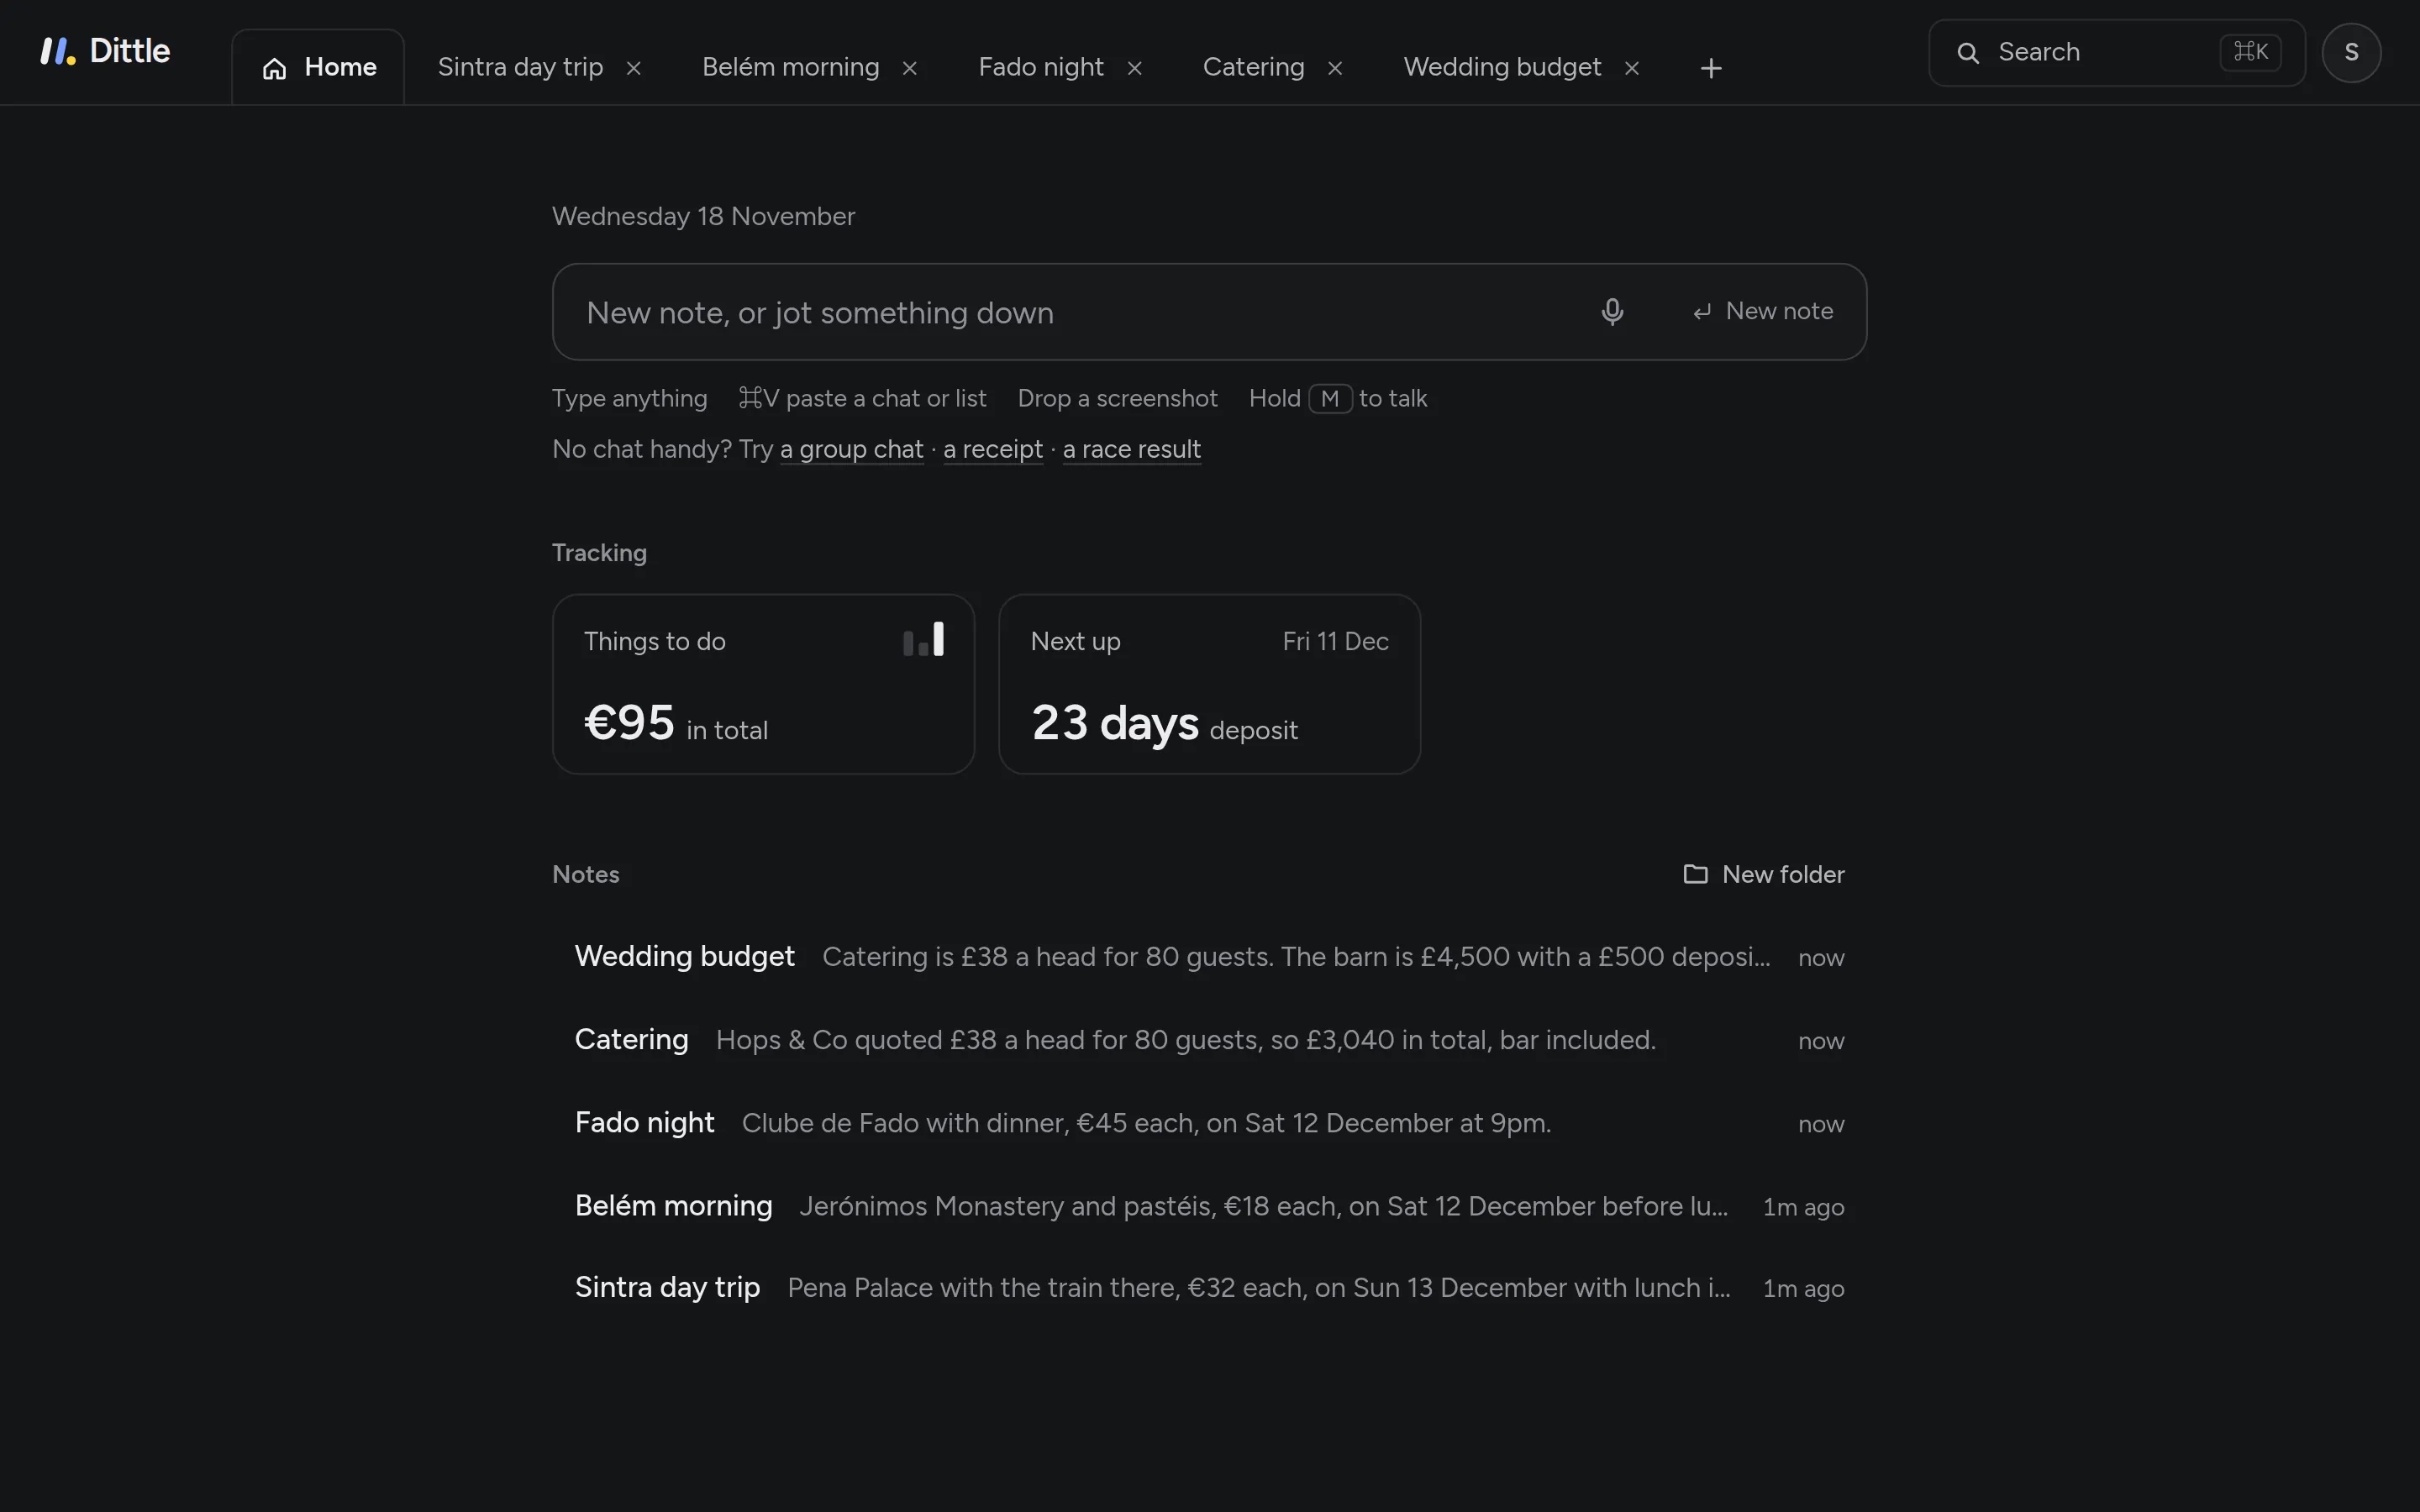 Dittle
Home
Sintra day trip
Belém morning
Fado night
Catering
Wedding budget
Search ⌘K
S
Wednesday 18 November
New note, or jot something down
↵ New note
Type anything ⌘V paste a chat or list Drop a screenshot Hold M to talk
No chat handy? Try a group chat · a receipt · a race result
Tracking
Things to do
€95 in total
Next up Fri 11 Dec
23 days deposit
Notes
New folder
Wedding budget Catering is £38 a head for 80 guests. The barn is £4,500 with a £500 deposi... now
Catering Hops & Co quoted £38 a head for 80 guests, so £3,040 in total, bar included. now
Fado night Clube de Fado with dinner, €45 each, on Sat 12 December at 9pm. now
Belém morning Jerónimos Monastery and pastéis, €18 each, on Sat 12 December before lu... 1m ago
Sintra day trip Pena Palace with the train there, €32 each, on Sun 13 December with lunch i... 1m ago